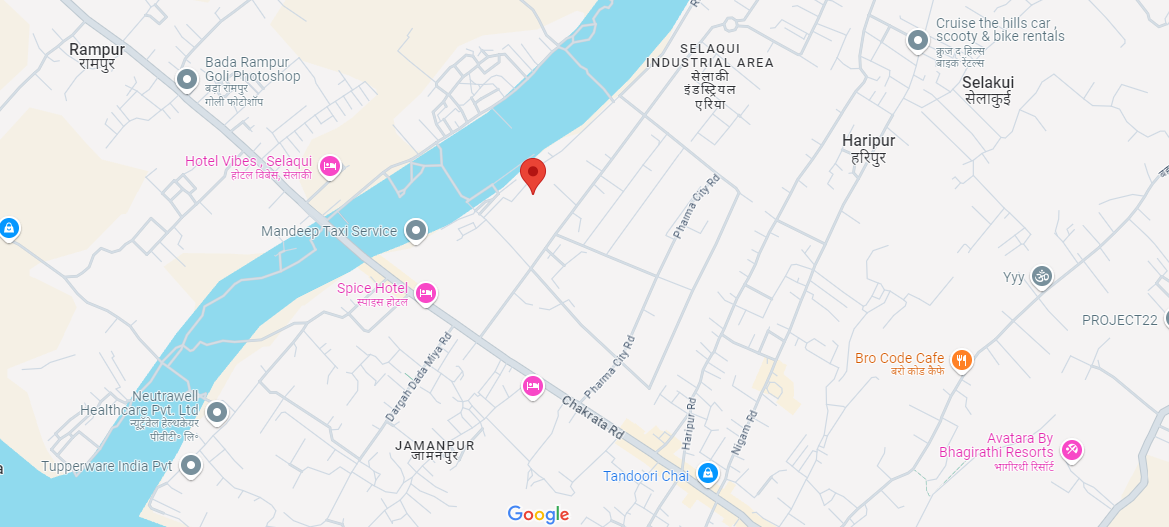 Rampur
रामपुर
Bada Rampur
Goli Photoshop
बड़ा रामपुर
गोली फोटोशॉप
SELAQUI
INDUSTRIAL AREA
सेलाकी
इंडस्ट्रियल
एरिया
Cruise the hills car ,
scooty & bike rentals
क्रुज द हिल्स
बाइक रेंटल्स
Selakui
सेलाकुई
Haripur
हरिपुर
Hotel Vibes , Selaqui
होटल विबेस, सेलाकी
Pharma City Rd
Mandeep Taxi Service
Spice Hotel
स्पाइस होटल
Yyy
PROJECT22
Dargah Dada Miya Rd
Pharma City Rd
Bro Code Cafe
बरो कोड कैफे
Neutrawell
Healthcare Pvt. Ltd
न्यूट्रॅवेल हेल्थकेयर
पीवीटी॰ लि॰
Chakrata Rd
Haripur Rd
Nigam Rd
JAMANPUR
जामनपुर
Avatara By
Bhagirathi Resorts
भागीरथी रिसॉर्ट
Tupperware India Pvt
Tandoori Chai
Google